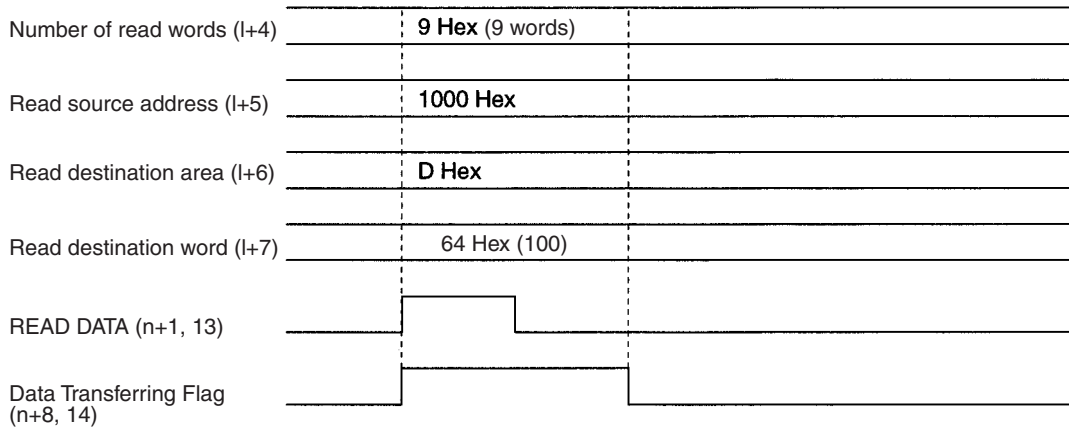 Number of read words (l+4) 9 Hex (9 words)
Read source address (l+5) 1000 Hex
Read destination area (l+6) D Hex
Read destination word (l+7) 64 Hex (100)
READ DATA (n+1, 13)
Data Transferring Flag
(n+8, 14)